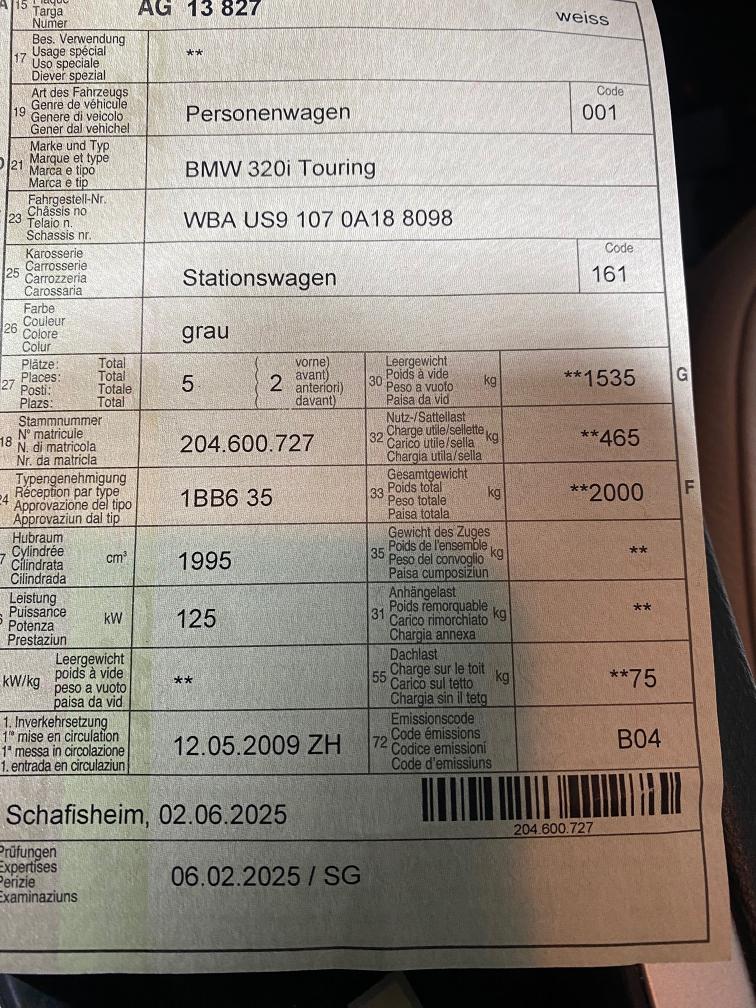 A 15 Plaque
Targa
Numer
AG 13 827
weiss
17
Bes. Verwendung
Usage spécial
Uso speciale
Diever spezial
**
19
Art des Fahrzeugs
Genre de véhicule
Genere di veicolo
Gener dal vehichel
Personenwagen
Code
001
21
Marke und Typ
Marque et type
Marca e tipo
Marca e tip
BMW 320i Touring
23
Fahrgestell-Nr.
Châssis no
Telaio n.
Schassis nr.
WBA US9 107 0A18 8098
25
Karosserie
Carrosserie
Carrozzeria
Carossaria
Stationswagen
Code
161
26
Farbe
Couleur
Colore
Colur
grau
27
Plätze: Total
Places: Total
Posti: Totale
Plazs: Total
5
( 2
vorne)
avant)
anteriori)
davant)
30
Leergewicht
Poids à vide
Peso a vuoto
Paisa da vid
kg
**1535
G
18
Stammnummer
N° matricule
N. di matricola
Nr. da matricla
204.600.727
32
Nutz-/Sattellast
Charge utile/sellette
Carico utile/sella
Chargia utila/sella
kg
**465
24
Typengenehmigung
Réception par type
Approvazione del tipo
Approvaziun dal tip
1BB6 35
33
Gesamtgewicht
Poids total
Peso totale
Paisa totala
kg
**2000
F
Hubraum
Cylindrée
Cilindrata
Cilindrada
cm³
1995
35
Gewicht des Zuges
Poids de l'ensemble
Peso del convoglio
Paisa cumposiziun
kg
**
Leistung
Puissance
Potenza
Prestaziun
kW
125
31
Anhängelast
Poids remorquable
Carico rimorchiato
Chargia annexa
kg
**
kW/kg
Leergewicht
poids à vide
peso a vuoto
paisa da vid
**
55
Dachlast
Charge sur le toit
Carico sul tetto
Chargia sin il tetg
kg
**75
1. Inverkehrsetzung
1re mise en circulation
1a messa in circolazione
1. entrada en circulaziun
12.05.2009 ZH
72
Emissionscode
Code émissions
Codice emissioni
Code d'emissiuns
B04
Schafisheim, 02.06.2025
204.600.727
Prüfungen
Expertises
Perizie
Examinaziuns
06.02.2025 / SG